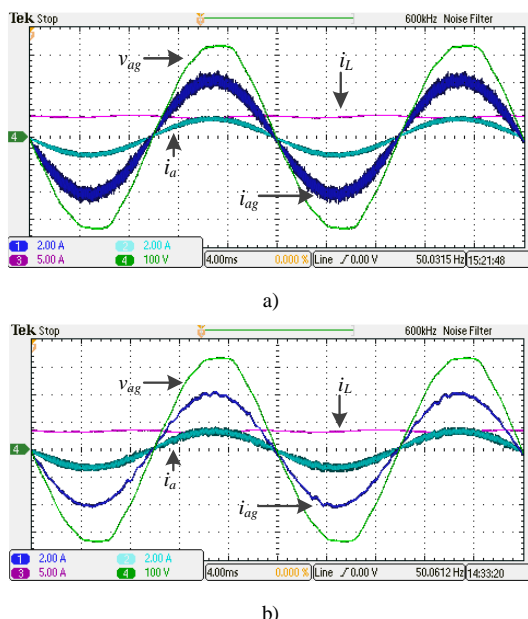 Tek Stop 600kHz Noise Filter
v_ag
i_L
4
i_a
i_ag
1 2.00 A 2 2.00 A
3 5.00 A 4 100 V
4.00ms 0.000 % Line ∫ 0.00 V 50.0315 Hz 15:21:48
a)
Tek Stop 600kHz Noise Filter
v_ag
i_L
4
i_a
i_ag
1 2.00 A 2 2.00 A
3 5.00 A 4 100 V
4.00ms 0.000 % Line ∫ 0.00 V 50.0612 Hz 14:33:20
b)